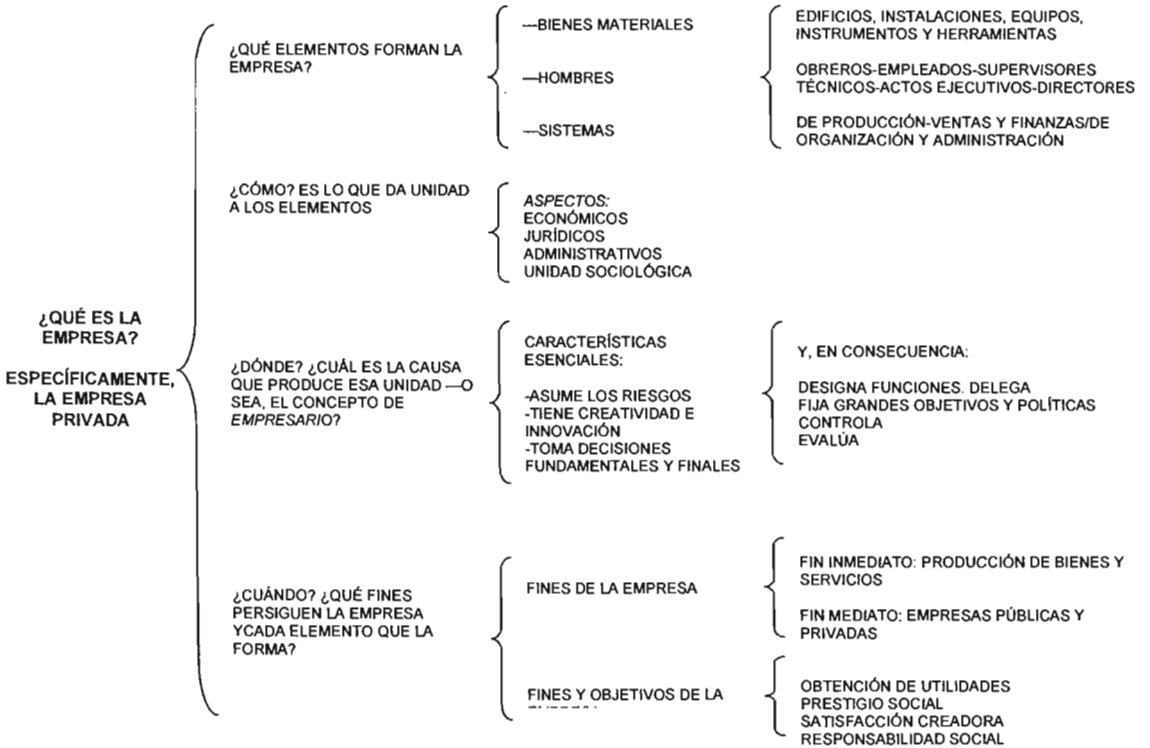 ¿QUÉ ES LA
EMPRESA?
ESPECÍFICAMENTE,
LA EMPRESA
PRIVADA
¿QUÉ ELEMENTOS FORMAN LA
EMPRESA?
—BIENES MATERIALES
—HOMBRES
—SISTEMAS
EDIFICIOS, INSTALACIONES, EQUIPOS,
INSTRUMENTOS Y HERRAMIENTAS
OBREROS-EMPLEADOS-SUPERVISORES
TÉCNICOS-ACTOS EJECUTIVOS-DIRECTORES
DE PRODUCCIÓN-VENTAS Y FINANZAS/DE
ORGANIZACIÓN Y ADMINISTRACIÓN
¿CÓMO? ES LO QUE DA UNIDAD
A LOS ELEMENTOS
ASPECTOS:
ECONÓMICOS
JURÍDICOS
ADMINISTRATIVOS
UNIDAD SOCIOLÓGICA
¿DÓNDE? ¿CUÁL ES LA CAUSA
QUE PRODUCE ESA UNIDAD —O
SEA, EL CONCEPTO DE
EMPRESARIO?
CARACTERÍSTICAS
ESENCIALES:
-ASUME LOS RIESGOS
-TIENE CREATIVIDAD E
INNOVACIÓN
-TOMA DECISIONES
FUNDAMENTALES Y FINALES
Y, EN CONSECUENCIA:
DESIGNA FUNCIONES. DELEGA
FIJA GRANDES OBJETIVOS Y POLÍTICAS
CONTROLA
EVALÚA
¿CUÁNDO? ¿QUÉ FINES
PERSIGUEN LA EMPRESA
YCADA ELEMENTO QUE LA
FORMA?
FINES DE LA EMPRESA
FIN INMEDIATO: PRODUCCIÓN DE BIENES Y
SERVICIOS
FIN MEDIATO: EMPRESAS PÚBLICAS Y
PRIVADAS
FINES Y OBJETIVOS DE LA
OBTENCIÓN DE UTILIDADES
PRESTIGIO SOCIAL
SATISFACCIÓN CREADORA
RESPONSABILIDAD SOCIAL